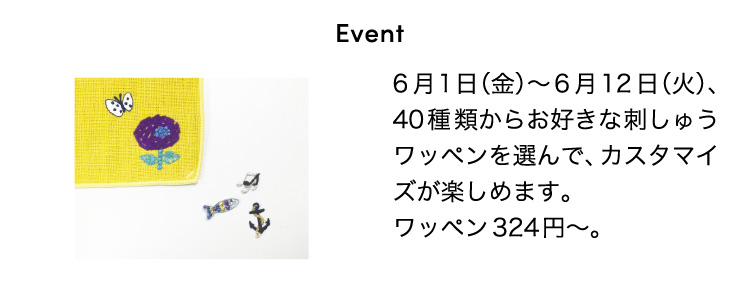 Event
6月1日(金)〜6月12日(火)、
40種類からお好きな刺しゅう
ワッペンを選んで、カスタマイ
ズが楽しめます。
ワッペン324円〜。